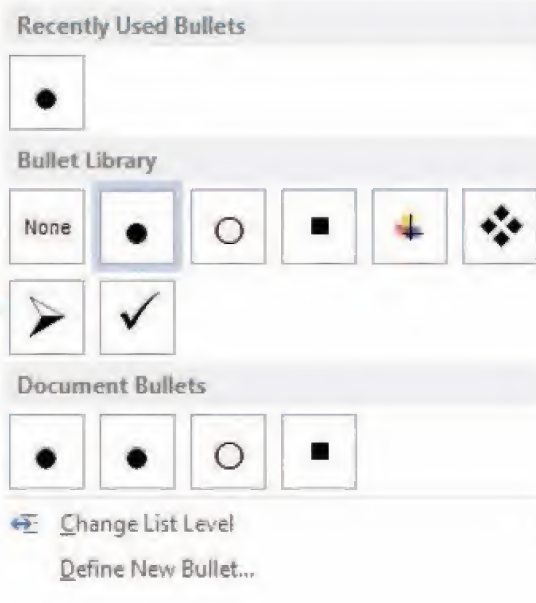 Recently Used Bullets
Bullet Library
None
Document Bullets
Change List Level
Define New Bullet...